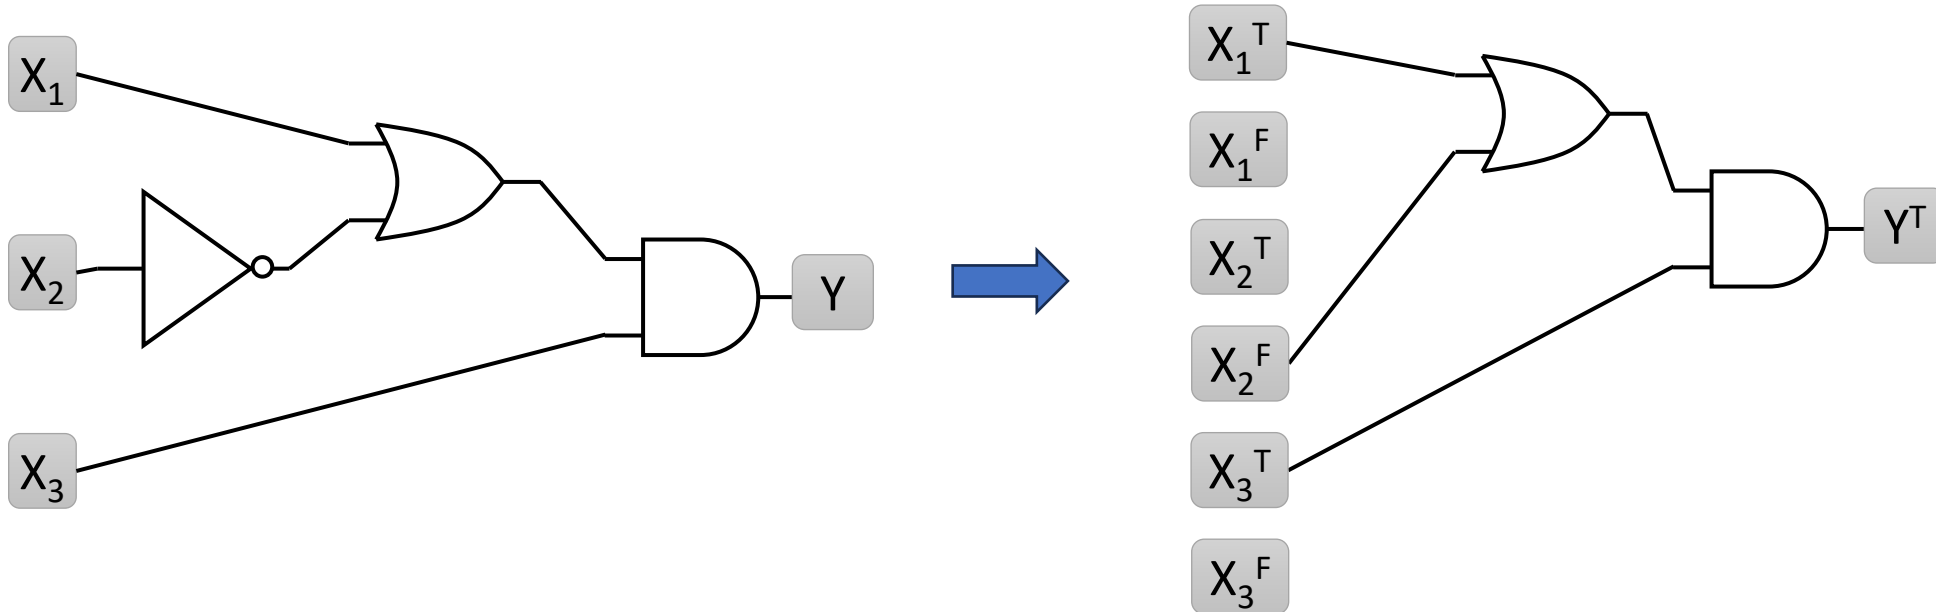 X₁
X₂
X₃
Y
X₁ᵀ
X₁ꟳ
X₂ᵀ
X₂ꟳ
X₃ᵀ
X₃ꟳ
Yᵀ